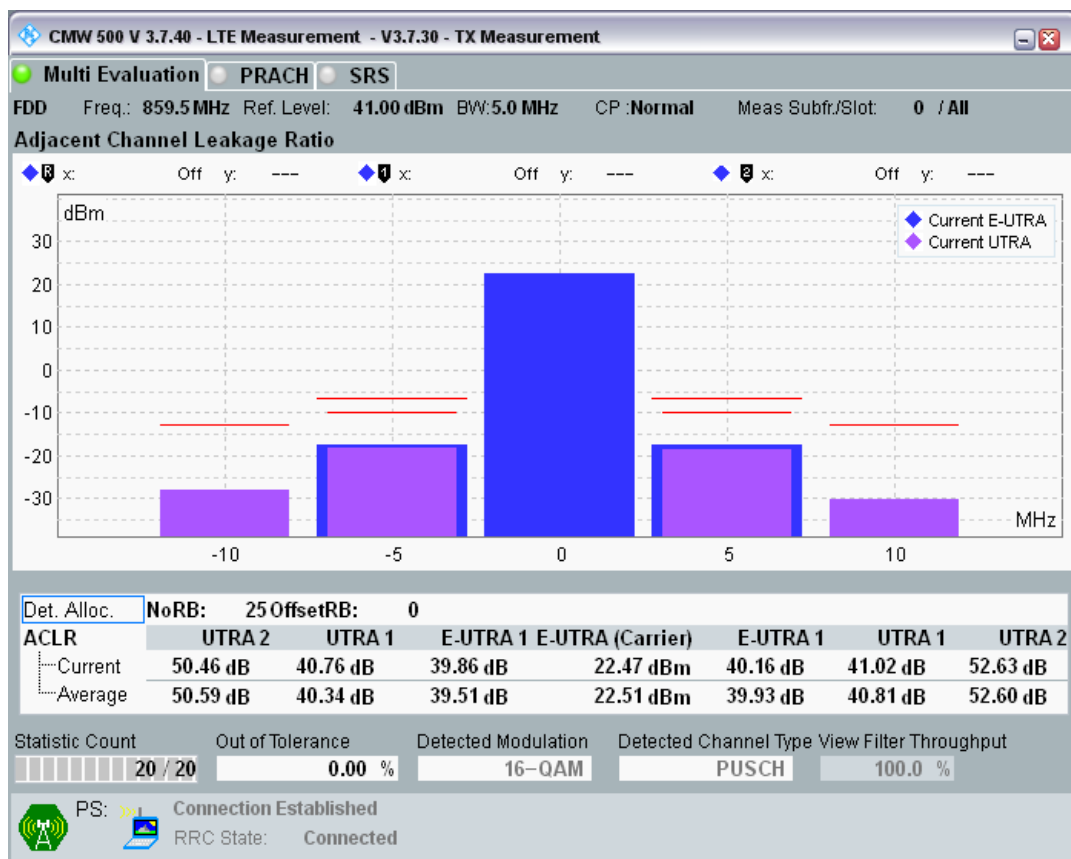 CMW 500 V 3.7.40 - LTE Measurement - V3.7.30 - TX Measurement
Multi Evaluation PRACH SRS
FDD Freq.: 859.5 MHz Ref. Level: 41.00 dBm BW: 5.0 MHz CP :Normal Meas Subfr./Slot: 0 / All
Adjacent Channel Leakage Ratio
R x: Off y: --- 1 x: Off y: --- 2 x: Off y: ---
dBm
Current E-UTRA
Current UTRA
30
20
10
0
-10
-20
-30
MHz
-10 -5 0 5 10
Det. Alloc. NoRB: 25 OffsetRB: 0
ACLR UTRA 2 UTRA 1 E-UTRA 1 E-UTRA (Carrier) E-UTRA 1 UTRA 1 UTRA 2
Current 50.46 dB 40.76 dB 39.86 dB 22.47 dBm 40.16 dB 41.02 dB 52.63 dB
Average 50.59 dB 40.34 dB 39.51 dB 22.51 dBm 39.93 dB 40.81 dB 52.60 dB
Statistic Count Out of Tolerance Detected Modulation Detected Channel Type View Filter Throughput
20 / 20 0.00 % 16-QAM PUSCH 100.0 %
PS: Connection Established
RRC State: Connected